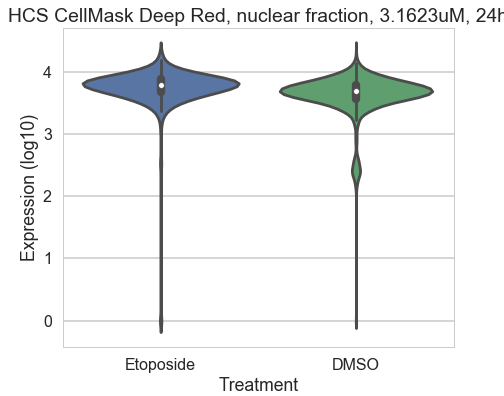 HCS CellMask Deep Red, nuclear fraction, 3.1623uM, 24h
Expression (log10)
4
3
2
1
0
Etoposide
DMSO
Treatment